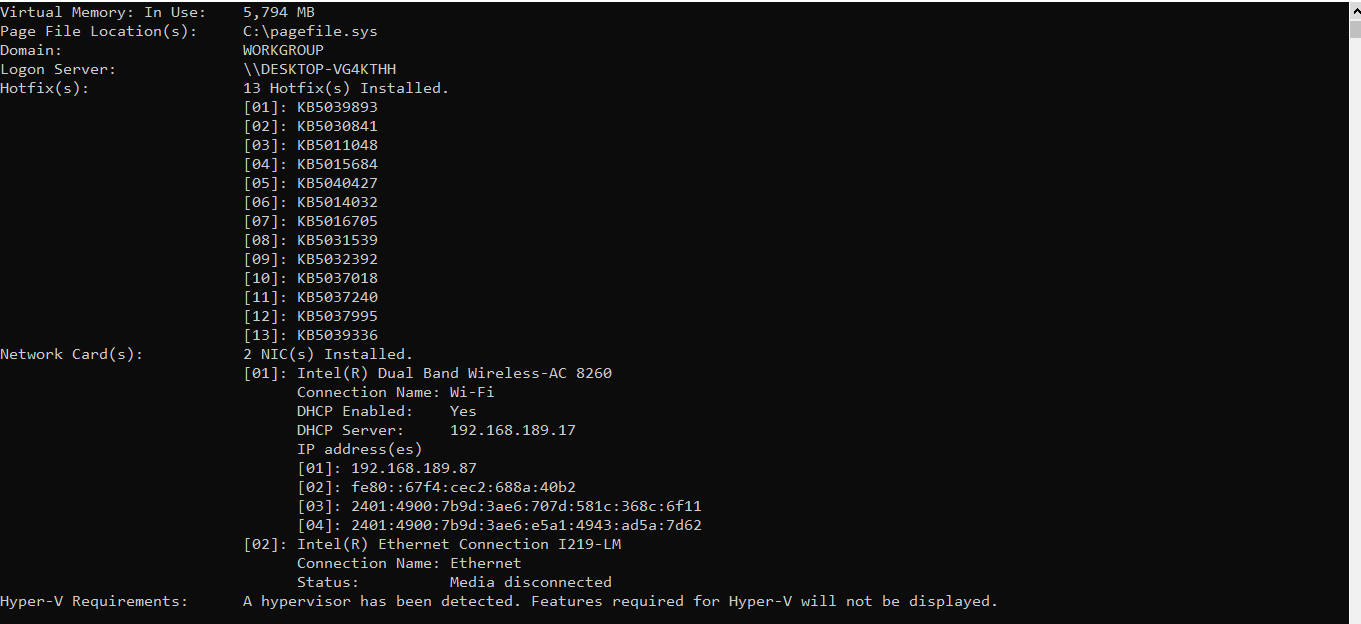 Virtual Memory: In Use:    5,794 MB
Page File Location(s):     C:\pagefile.sys
Domain:                    WORKGROUP
Logon Server:              \\DESKTOP-VG4KTHH
Hotfix(s):                 13 Hotfix(s) Installed.
                           [01]: KB5039893
                           [02]: KB5030841
                           [03]: KB5011048
                           [04]: KB5015684
                           [05]: KB5040427
                           [06]: KB5014032
                           [07]: KB5016705
                           [08]: KB5031539
                           [09]: KB5032392
                           [10]: KB5037018
                           [11]: KB5037240
                           [12]: KB5037995
                           [13]: KB5039336
Network Card(s):           2 NIC(s) Installed.
                           [01]: Intel(R) Dual Band Wireless-AC 8260
                                 Connection Name: Wi-Fi
                                 DHCP Enabled:    Yes
                                 DHCP Server:     192.168.189.17
                                 IP address(es)
                                 [01]: 192.168.189.87
                                 [02]: fe80::67f4:cec2:688a:40b2
                                 [03]: 2401:4900:7b9d:3ae6:707d:581c:368c:6f11
                                 [04]: 2401:4900:7b9d:3ae6:e5a1:4943:ad5a:7d62
                           [02]: Intel(R) Ethernet Connection I219-LM
                                 Connection Name: Ethernet
                                 Status:          Media disconnected
Hyper-V Requirements:      A hypervisor has been detected. Features required for Hyper-V will not be displayed.